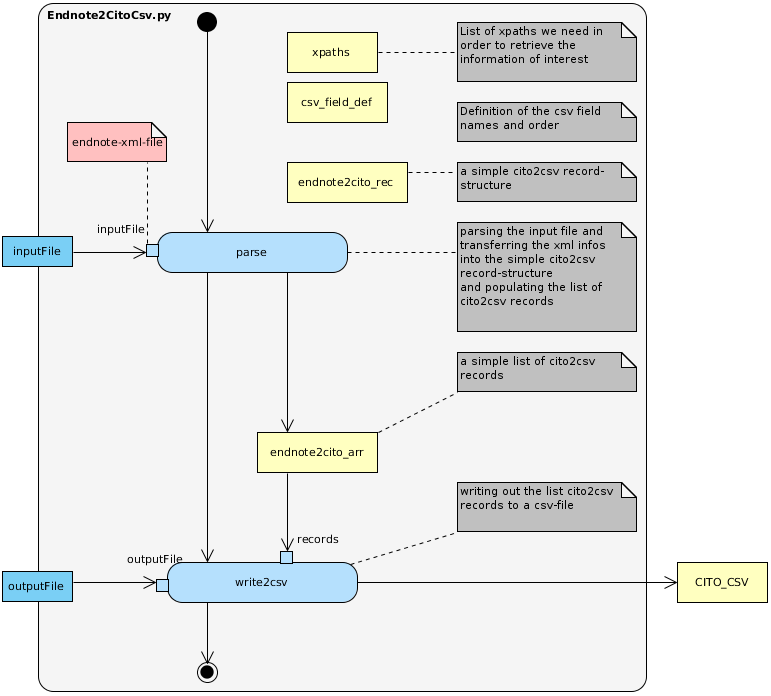 Endnote2CitoCsv.py
xpaths
List of xpaths we need in
order to retrieve the
information of interest
csv_field_def
Definition of the csv field
names and order
endnote-xml-file
endnote2cito_rec
a simple cito2csv record-
structure
inputFile
inputFile
parse
parsing the input file and
transferring the xml infos
into the simple cito2csv
record-structure
and populating the list of
cito2csv records
a simple list of cito2csv
records
endnote2cito_arr
writing out the list cito2csv
records to a csv-file
records
outputFile
outputFile
write2csv
CITO_CSV